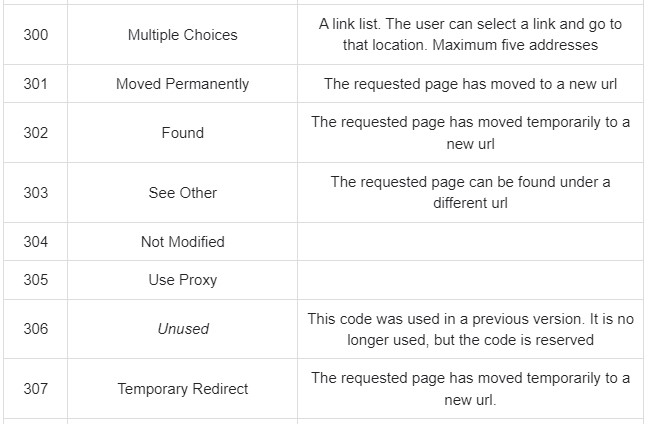 300 Multiple Choices A link list. The user can select a link and go to
that location. Maximum five addresses
301 Moved Permanently The requested page has moved to a new url
302 Found The requested page has moved temporarily to a
new url
303 See Other The requested page can be found under a
different url
304 Not Modified
305 Use Proxy
306 Unused This code was used in a previous version. It is no
longer used, but the code is reserved
307 Temporary Redirect The requested page has moved temporarily to a
new url.